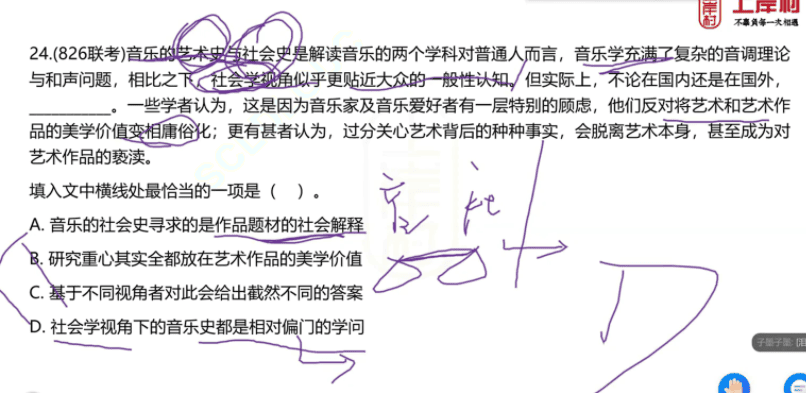 上岸村
上岸村
不辜负每一次相遇
24.(826联考)音乐的艺术史与社会史是解读音乐的两个学科对普通人而言，音乐学充满了复杂的音调理论
与和声问题，相比之下，社会学视角似乎更贴近大众的一般性认知。但实际上，不论在国内还是在国外，
__________。一些学者认为，这是因为音乐家及音乐爱好者有一层特别的顾虑，他们反对将艺术和艺术作
品的美学价值变相庸俗化；更有甚者认为，过分关心艺术背后的种种事实，会脱离艺术本身，甚至成为对
艺术作品的亵渎。
填入文中横线处最恰当的一项是（　）。
A. 音乐的社会史寻求的是作品题材的社会解释
B. 研究重心其实全都放在艺术作品的美学价值
C. 基于不同视角者对此会给出截然不同的答案
D. 社会学视角下的音乐史都是相对偏门的学问